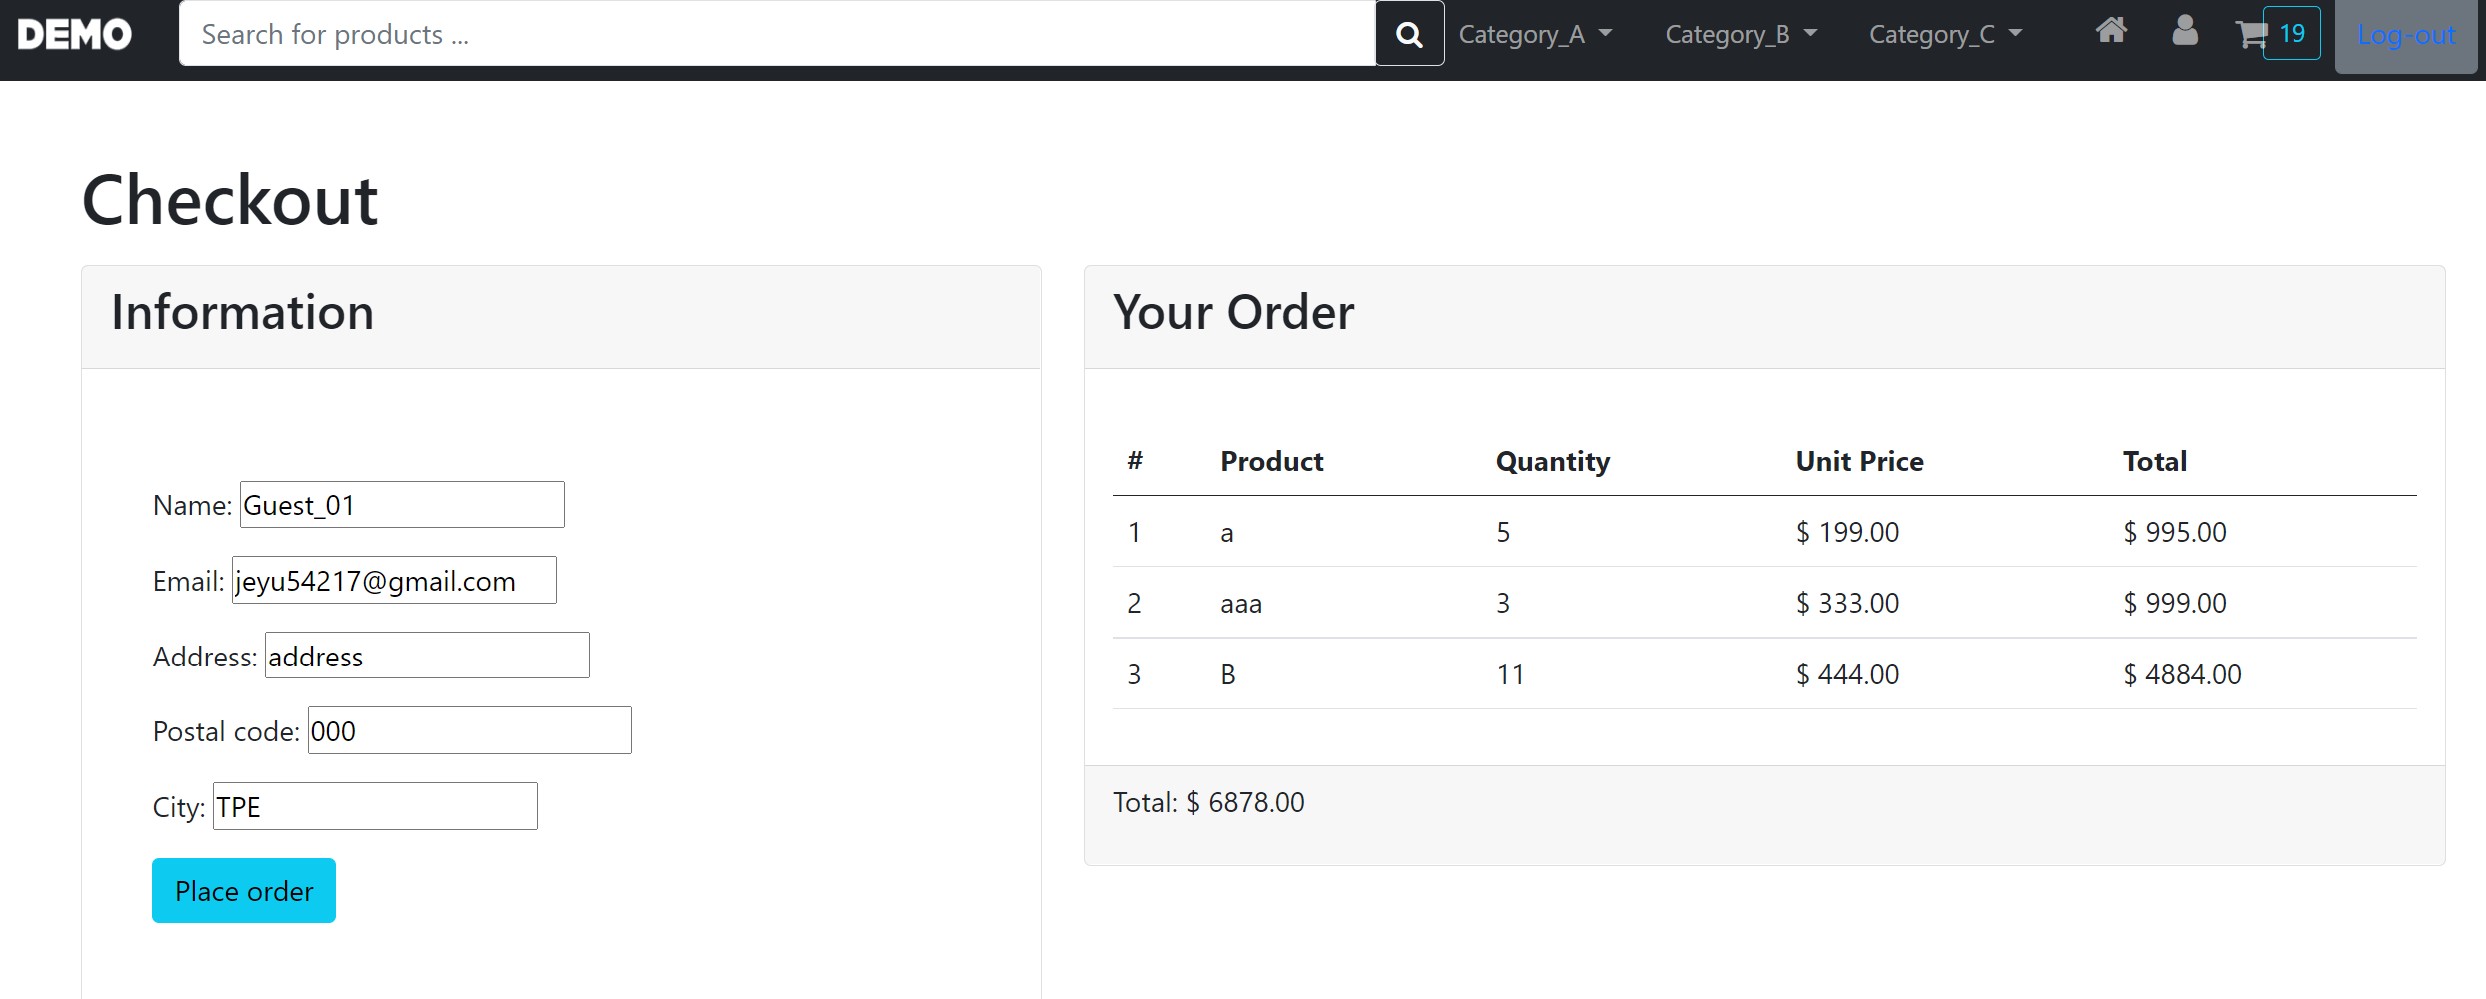 DEMO Search for products ... Category_A Category_B Category_C 19 Log-out
Checkout
Information
Name: Guest_01
Email: jeyu54217@gmail.com
Address: address
Postal code: 000
City: TPE
Place order
Your Order
# Product Quantity Unit Price Total
1 a 5 $ 199.00 $ 995.00
2 aaa 3 $ 333.00 $ 999.00
3 B 11 $ 444.00 $ 4884.00
Total: $ 6878.00